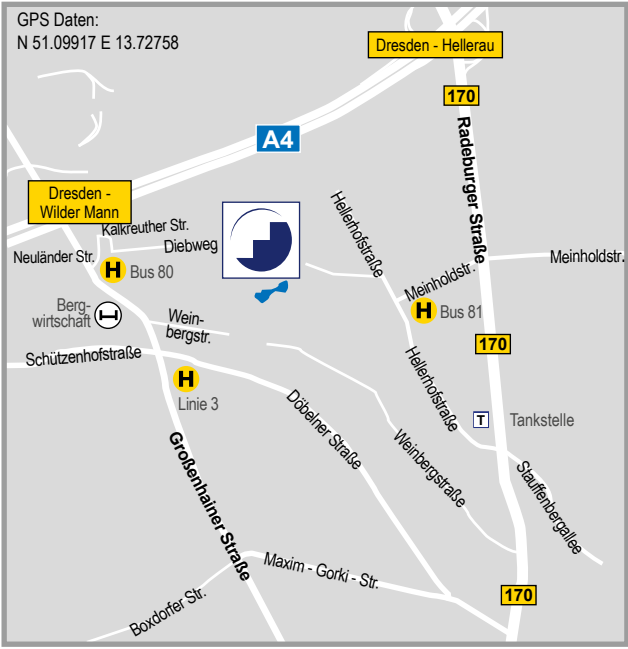 GPS Daten:
N 51.09917 E 13.72758
Dresden - Hellerau
170
Radeburger Straße
A4
Dresden -
Wilder Mann
Kalkreuther Str.
Diebweg
Neuländer Str.
H
Bus 80
Hellerhofstraße
Meinholdstr.
Meinholdstr.
H
Bus 81
Berg-
wirtschaft
Wein-
bergstr.
Schützenhofstraße
H
Linie 3
170
Hellerhofstraße
T
Tankstelle
Döbelner Straße
Weinbergstraße
Stauffenbergallee
Großenhainer Straße
Maxim - Gorki - Str.
Boxdorfer Str.
170